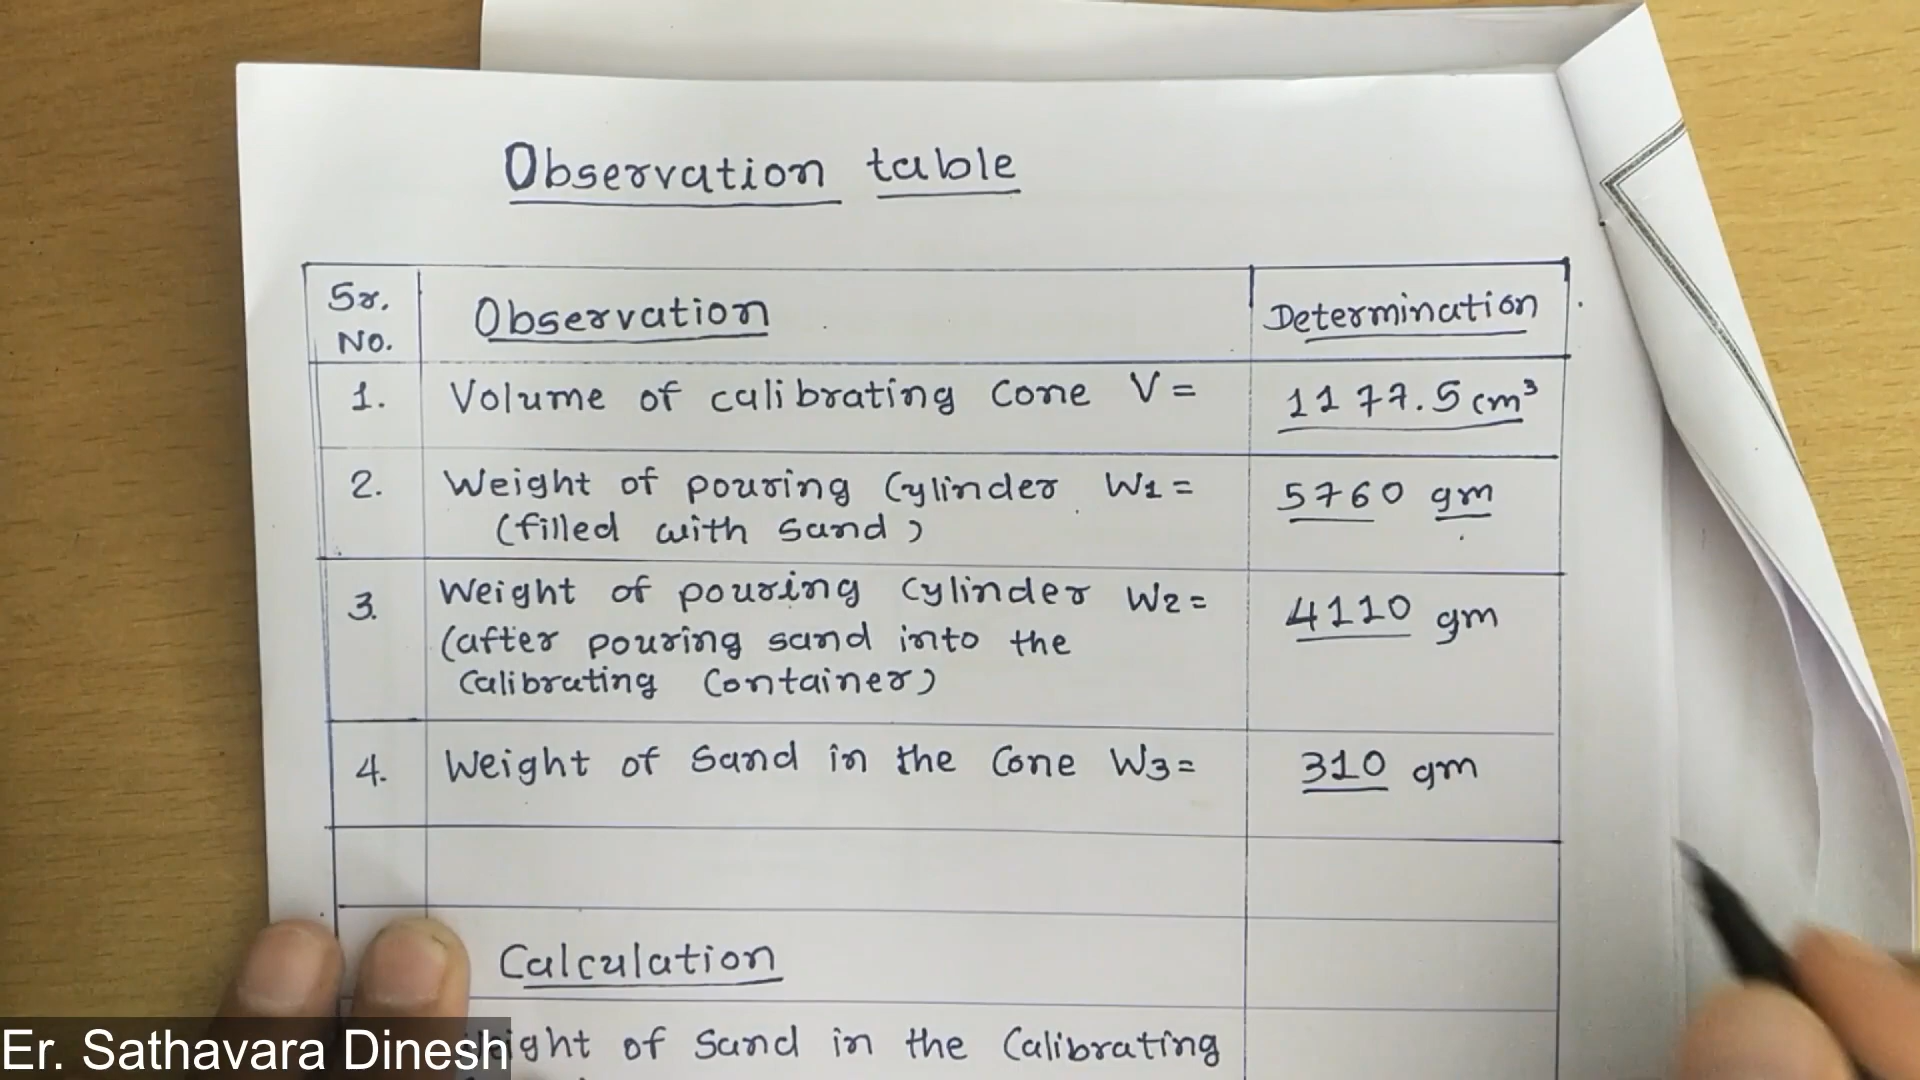 Observation table
Sr. No.
Observation
Determination
1.
Volume of calibrating Cone V =
1177.5 cm³
2.
Weight of pouring Cylinder W1 =
(filled with sand)
5760 gm
3.
Weight of pouring Cylinder W2 =
(after pouring sand into the
Calibrating Container)
4110 gm
4.
Weight of Sand in the Cone W3 =
310 gm
Calculation
of Sand in the Calibrating
Er. Sathavara Dinesh